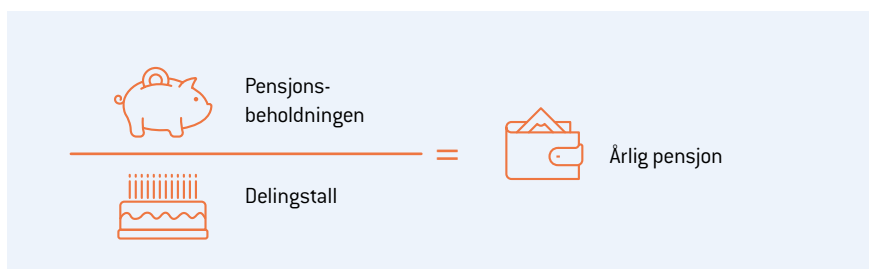 Pensjons-
beholdningen
=
Årlig pensjon
Delingstall